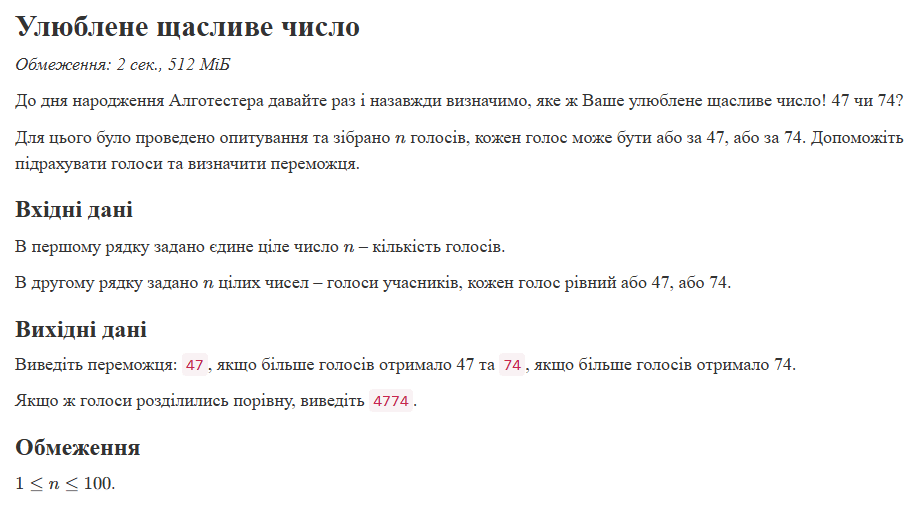 Улюблене щасливе число
Обмеження: 2 сек., 512 МіБ
До дня народження Алготестера давайте раз і назавжди визначимо, яке ж Ваше улюблене щасливе число! 47 чи 74?
Для цього було проведено опитування та зібрано n голосів, кожен голос може бути або за 47, або за 74. Допоможіть
підрахувати голоси та визначити переможця.
Вхідні дані
В першому рядку задано єдине ціле число n – кількість голосів.
В другому рядку задано n цілих чисел – голоси учасників, кожен голос рівний або 47, або 74.
Вихідні дані
Виведіть переможця: 47, якщо більше голосів отримало 47 та 74, якщо більше голосів отримало 74.
Якщо ж голоси розділились порівну, виведіть 4774.
Обмеження
1 ≤ n ≤ 100.